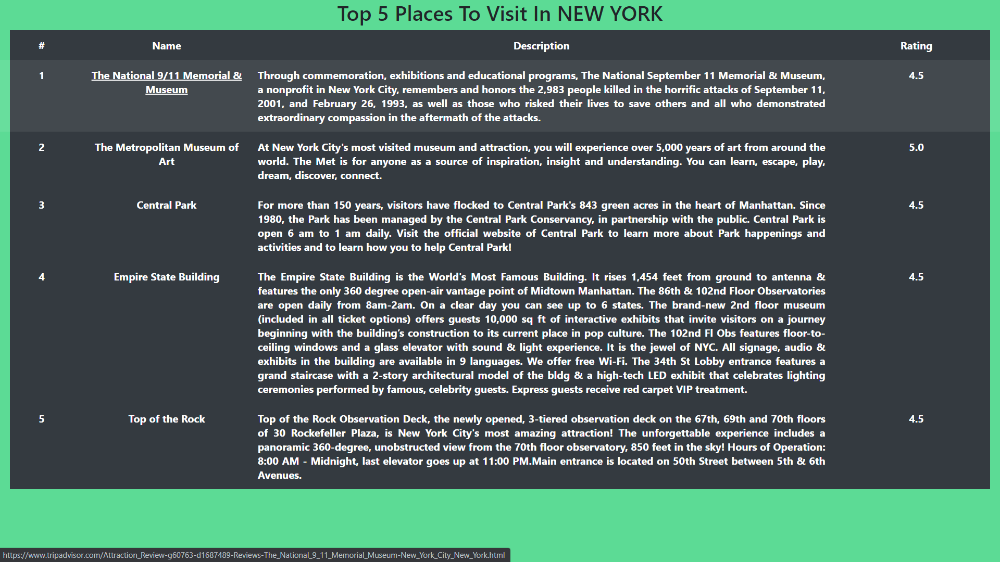 Top 5 Places To Visit In NEW YORK
# Name Description Rating
1 The National 9/11 Memorial & Museum Through commemoration, exhibitions and educational programs, The National September 11 Memorial & Museum, 4.5
a nonprofit in New York City, remembers and honors the 2,983 people killed in the horrific attacks of September 11,
2001, and February 26, 1993, as well as those who risked their lives to save others and all who demonstrated
extraordinary compassion in the aftermath of the attacks.
2 The Metropolitan Museum of Art At New York City's most visited museum and attraction, you will experience over 5,000 years of art from around the 5.0
world. The Met is for anyone as a source of inspiration, insight and understanding. You can learn, escape, play,
dream, discover, connect.
3 Central Park For more than 150 years, visitors have flocked to Central Park's 843 green acres in the heart of Manhattan. Since 4.5
1980, the Park has been managed by the Central Park Conservancy, in partnership with the public. Central Park is
open 6 am to 1 am daily. Visit the official website of Central Park to learn more about Park happenings and
activities and to learn how you to help Central Park!
4 Empire State Building The Empire State Building is the World's Most Famous Building. It rises 1,454 feet from ground to antenna & 4.5
features the only 360 degree open-air vantage point of Midtown Manhattan. The 86th & 102nd Floor Observatories
are open daily from 8am-2am. On a clear day you can see up to 6 states. The brand-new 2nd floor museum
(included in all ticket options) offers guests 10,000 sq ft of interactive exhibits that invite visitors on a journey
beginning with the building’s construction to its current place in pop culture. The 102nd Fl Obs features floor-to-
ceiling windows and a glass elevator with sound & light experience. It is the jewel of NYC. All signage, audio &
exhibits in the building are available in 9 languages. We offer free Wi-Fi. The 34th St Lobby entrance features a
grand staircase with a 2-story architectural model of the bldg & a high-tech LED exhibit that celebrates lighting
ceremonies performed by famous, celebrity guests. Express guests receive red carpet VIP treatment.
5 Top of the Rock Top of the Rock Observation Deck, the newly opened, 3-tiered observation deck on the 67th, 69th and 70th floors 4.5
of 30 Rockefeller Plaza, is New York City's most amazing attraction! The unforgettable experience includes a
panoramic 360-degree, unobstructed view from the 70th floor observatory, 850 feet in the sky! Hours of Operation:
8:00 AM - Midnight, last elevator goes up at 11:00 PM.Main entrance is located on 50th Street between 5th & 6th
Avenues.
https://www.tripadvisor.com/Attraction_Review-g60763-d1687489-Reviews-The_National_9_11_Memorial_Museum-New_York_City_New_York.html